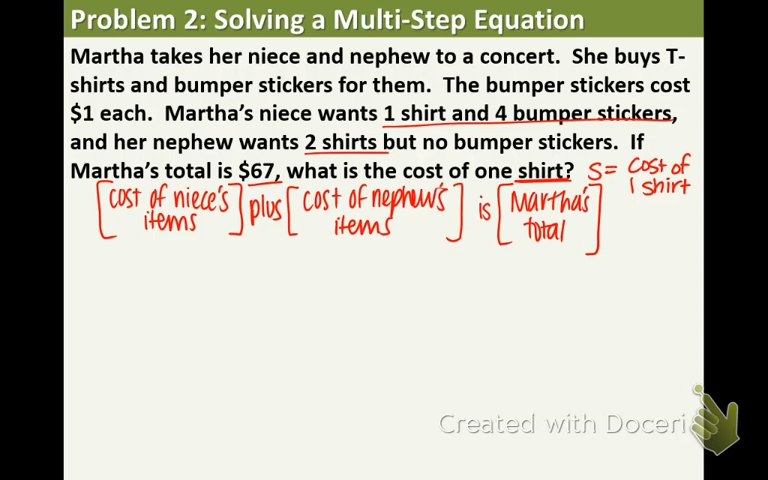 Problem 2: Solving a Multi-Step Equation
Martha takes her niece and nephew to a concert.  She buys T-
shirts and bumper stickers for them.  The bumper stickers cost
$1 each.  Martha's niece wants 1 shirt and 4 bumper stickers,
and her nephew wants 2 shirts but no bumper stickers.  If
Martha's total is $67, what is the cost of one shirt?
S = cost of
1 shirt
[cost of niece's items] plus [cost of nephew's items] is [Martha's total]
Created with Doceri